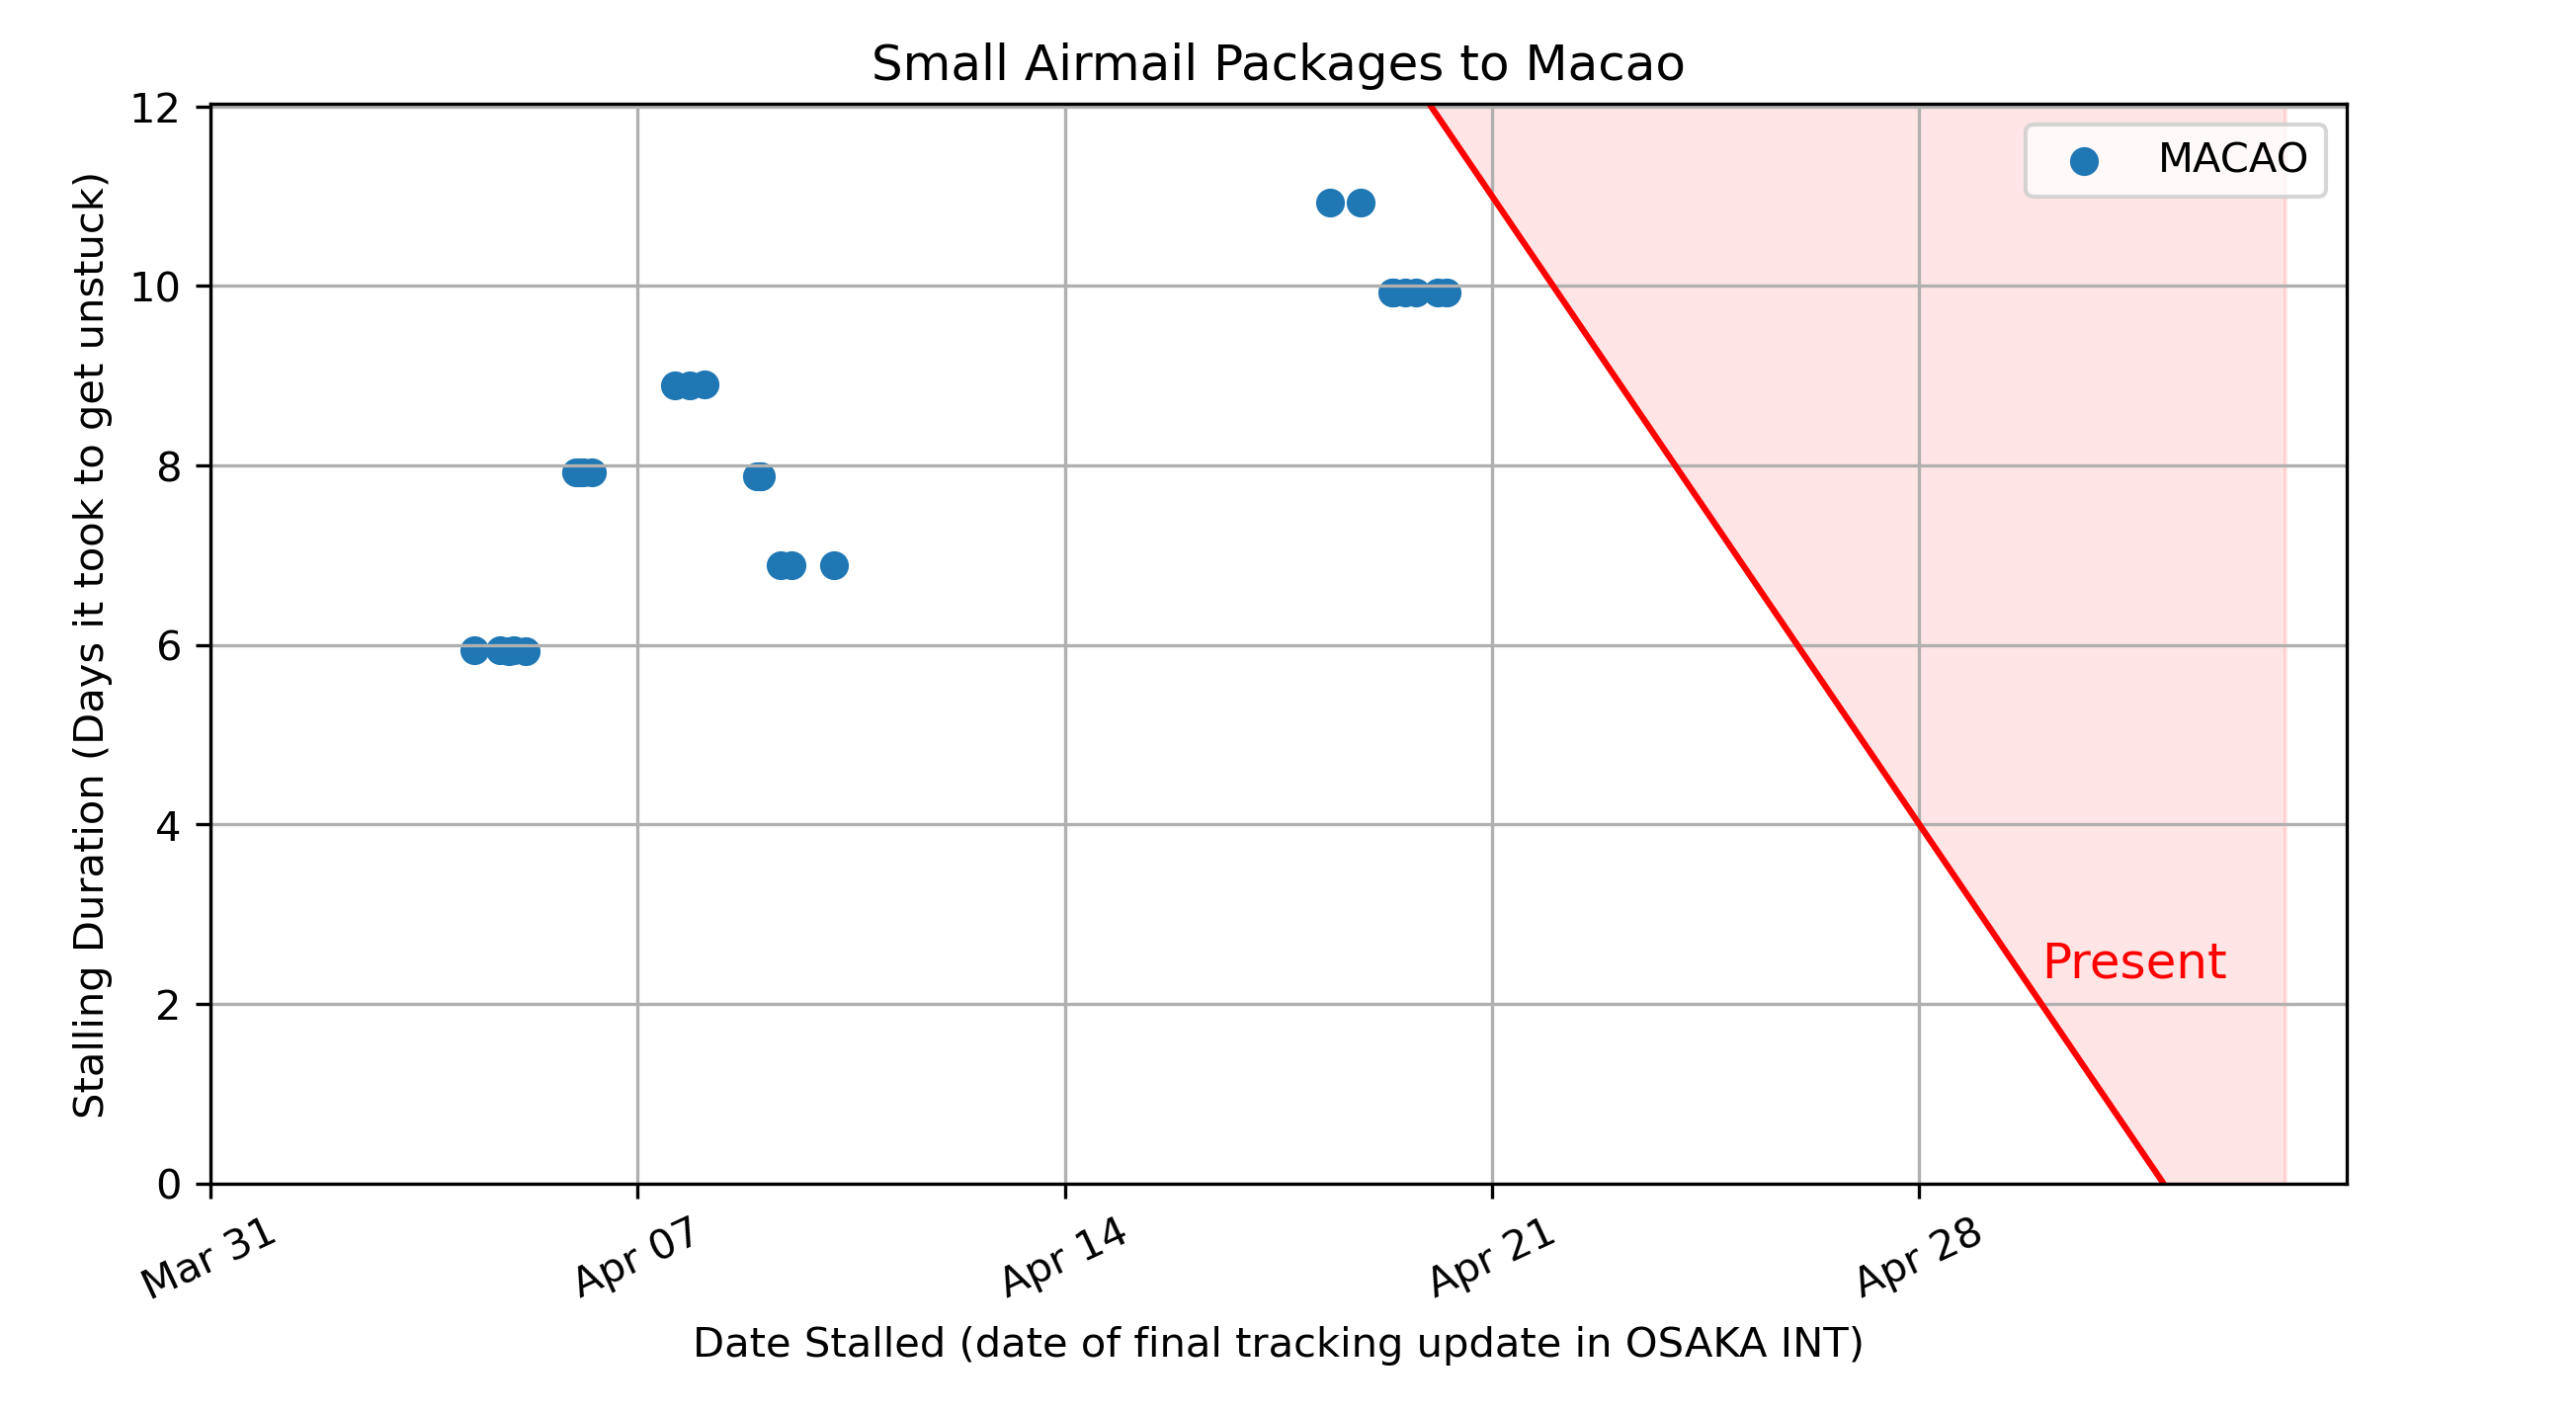 Small Airmail Packages to Macao
Stalling Duration (Days it took to get unstuck)
12
10
8
6
4
2
0
MACAO
Present
Mar 31
Apr 07
Apr 14
Apr 21
Apr 28
Date Stalled (date of final tracking update in OSAKA INT)